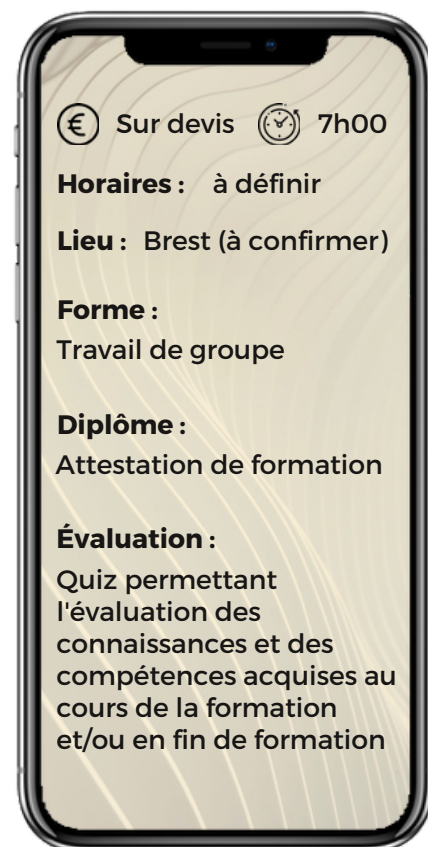 € Sur devis 7h00
Horaires : à définir
Lieu : Brest (à confirmer)
Forme :
Travail de groupe
Diplôme :
Attestation de formation
Évaluation :
Quiz permettant
l'évaluation des
connaissances et des
compétences acquises au
cours de la formation
et/ou en fin de formation